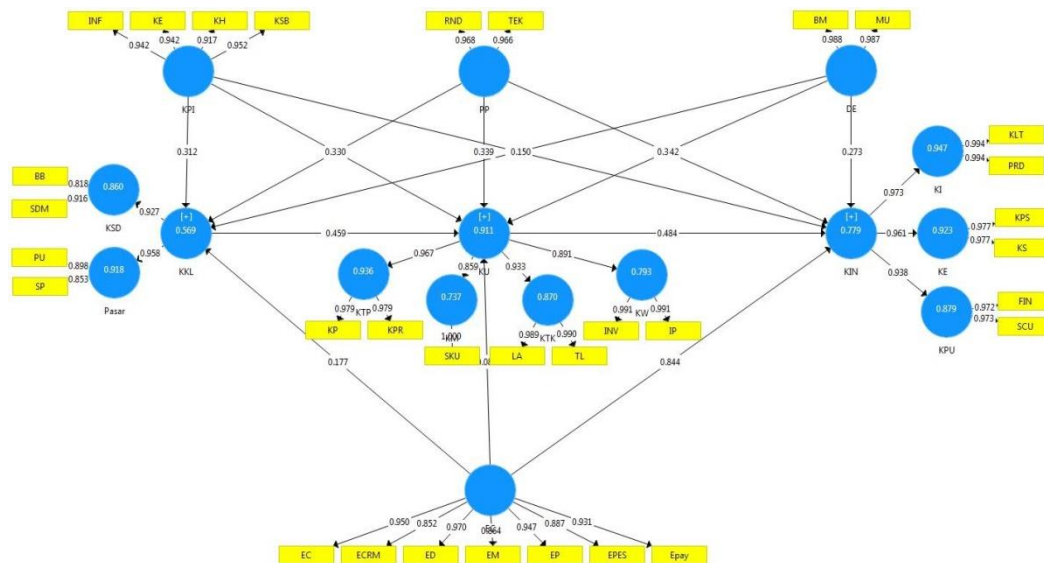 INF KE KH KSB RND TEK BM MU
0.942 0.942 0.917 0.952 0.968 0.966 0.988 0.987
KPI PP DE
0.312 0.330 0.339 0.150 0.342 0.273
BB 0.818 0.860
SDM 0.916 0.927
KSD
[+] [+] [+]
0.569 0.459 0.911 0.484 0.779
KKL KU KIN
PU 0.898 0.918 0.958
SP 0.853
Pasar
0.947 0.994 KLT
0.994 PRD
0.973 KI
0.961 0.923 0.977 KPS
0.977 KS
KE
0.938 0.879 0.972 FIN
0.973 SCU
KPU
0.967 0.859 0.933 0.891
0.936 0.737 0.870 0.793
KTP KTK KW
0.979 0.979 1.000 0.989 0.990 0.991 0.991
KP KPR SKU LA TL INV IP
0.177 0.844
0.950 0.852 0.970 0.947 0.887 0.931
EC ECRM ED EM EP EPES Epay